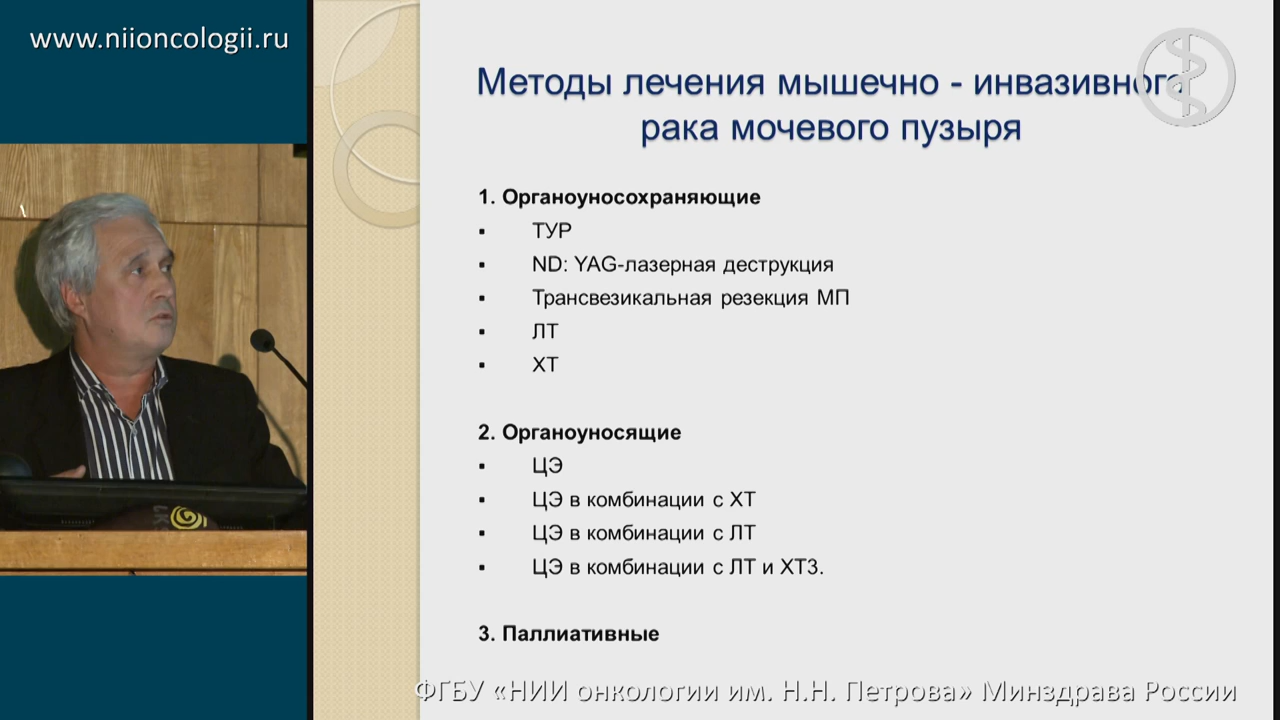 www.niioncologii.ru
Методы лечения мышечно - инвазивного
рака мочевого пузыря
1. Органоуносохраняющие
▪ ТУР
▪ ND: YAG-лазерная деструкция
▪ Трансвезикальная резекция МП
▪ ЛТ
▪ ХТ
2. Органоуносящие
▪ ЦЭ
▪ ЦЭ в комбинации с ХТ
▪ ЦЭ в комбинации с ЛТ
▪ ЦЭ в комбинации с ЛТ и ХТ3.
3. Паллиативные
ФГБУ «НИИ онкологии им. Н.Н. Петрова» Минздрава России